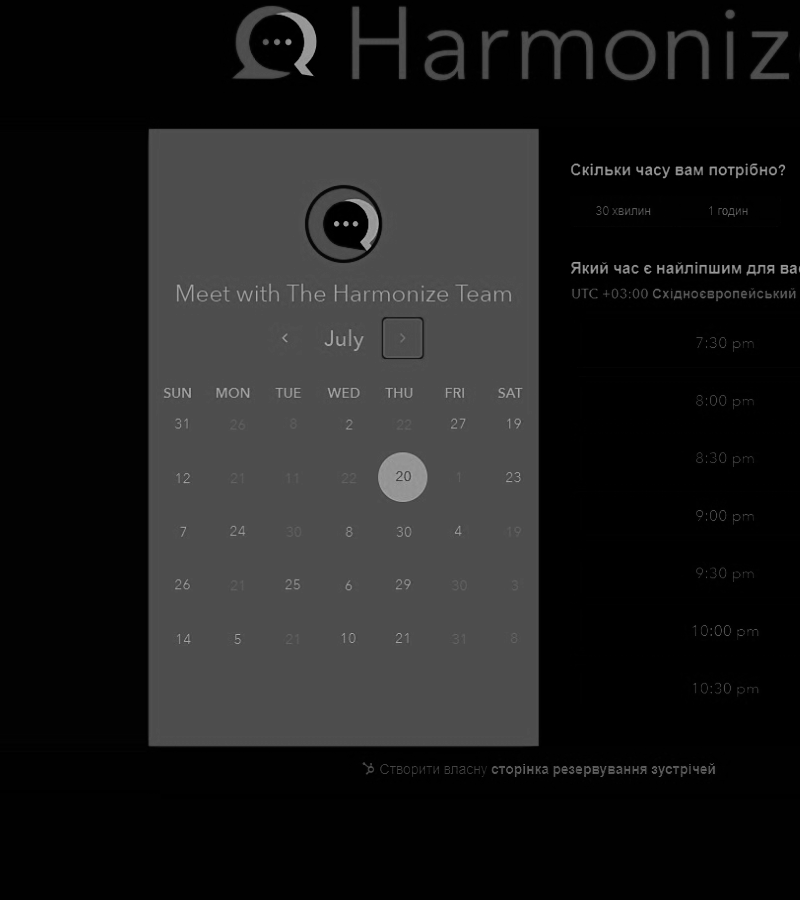 Harmonize
Meet with The Harmonize Team
July
SUN MON TUE WED THU FRI SAT
31 26 8 2 22 27 19
12 21 11 22 20 1 23
7 24 30 8 30 4 19
26 21 25 6 29 30 3
14 5 21 10 21 31 8
Скільки часу вам потрібно?
30 хвилин 1 годин
Який час є найліпшим для вас
UTC +03:00 Східноєвропейський
7:30 pm
8:00 pm
8:30 pm
9:00 pm
9:30 pm
10:00 pm
10:30 pm
Створити власну сторінка резервування зустрічей